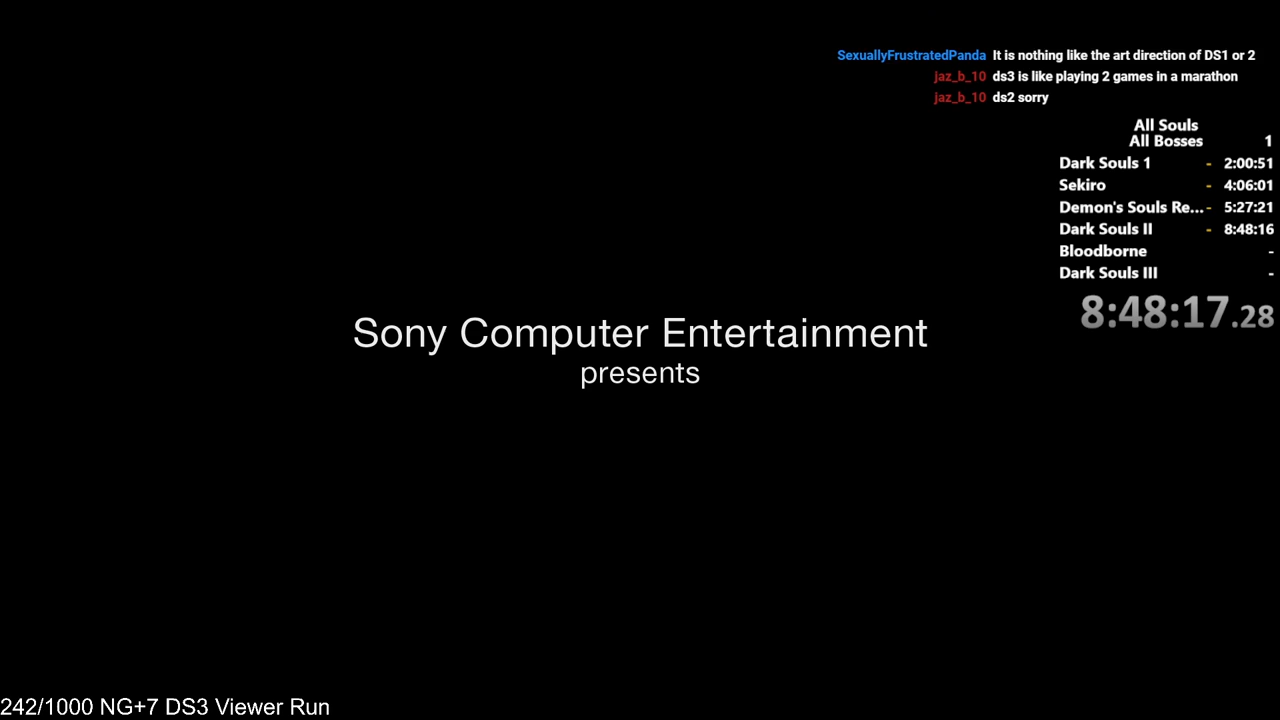 SexuallyFrustratedPanda It is nothing like the art direction of DS1 or 2
jaz_b_10 ds3 is like playing 2 games in a marathon
jaz_b_10 ds2 sorry
All Souls
All Bosses 1
Dark Souls 1 - 2:00:51
Sekiro - 4:06:01
Demon's Souls Re... - 5:27:21
Dark Souls II - 8:48:16
Bloodborne -
Dark Souls III -
8:48:17.28
Sony Computer Entertainment
presents
242/1000 NG+7 DS3 Viewer Run